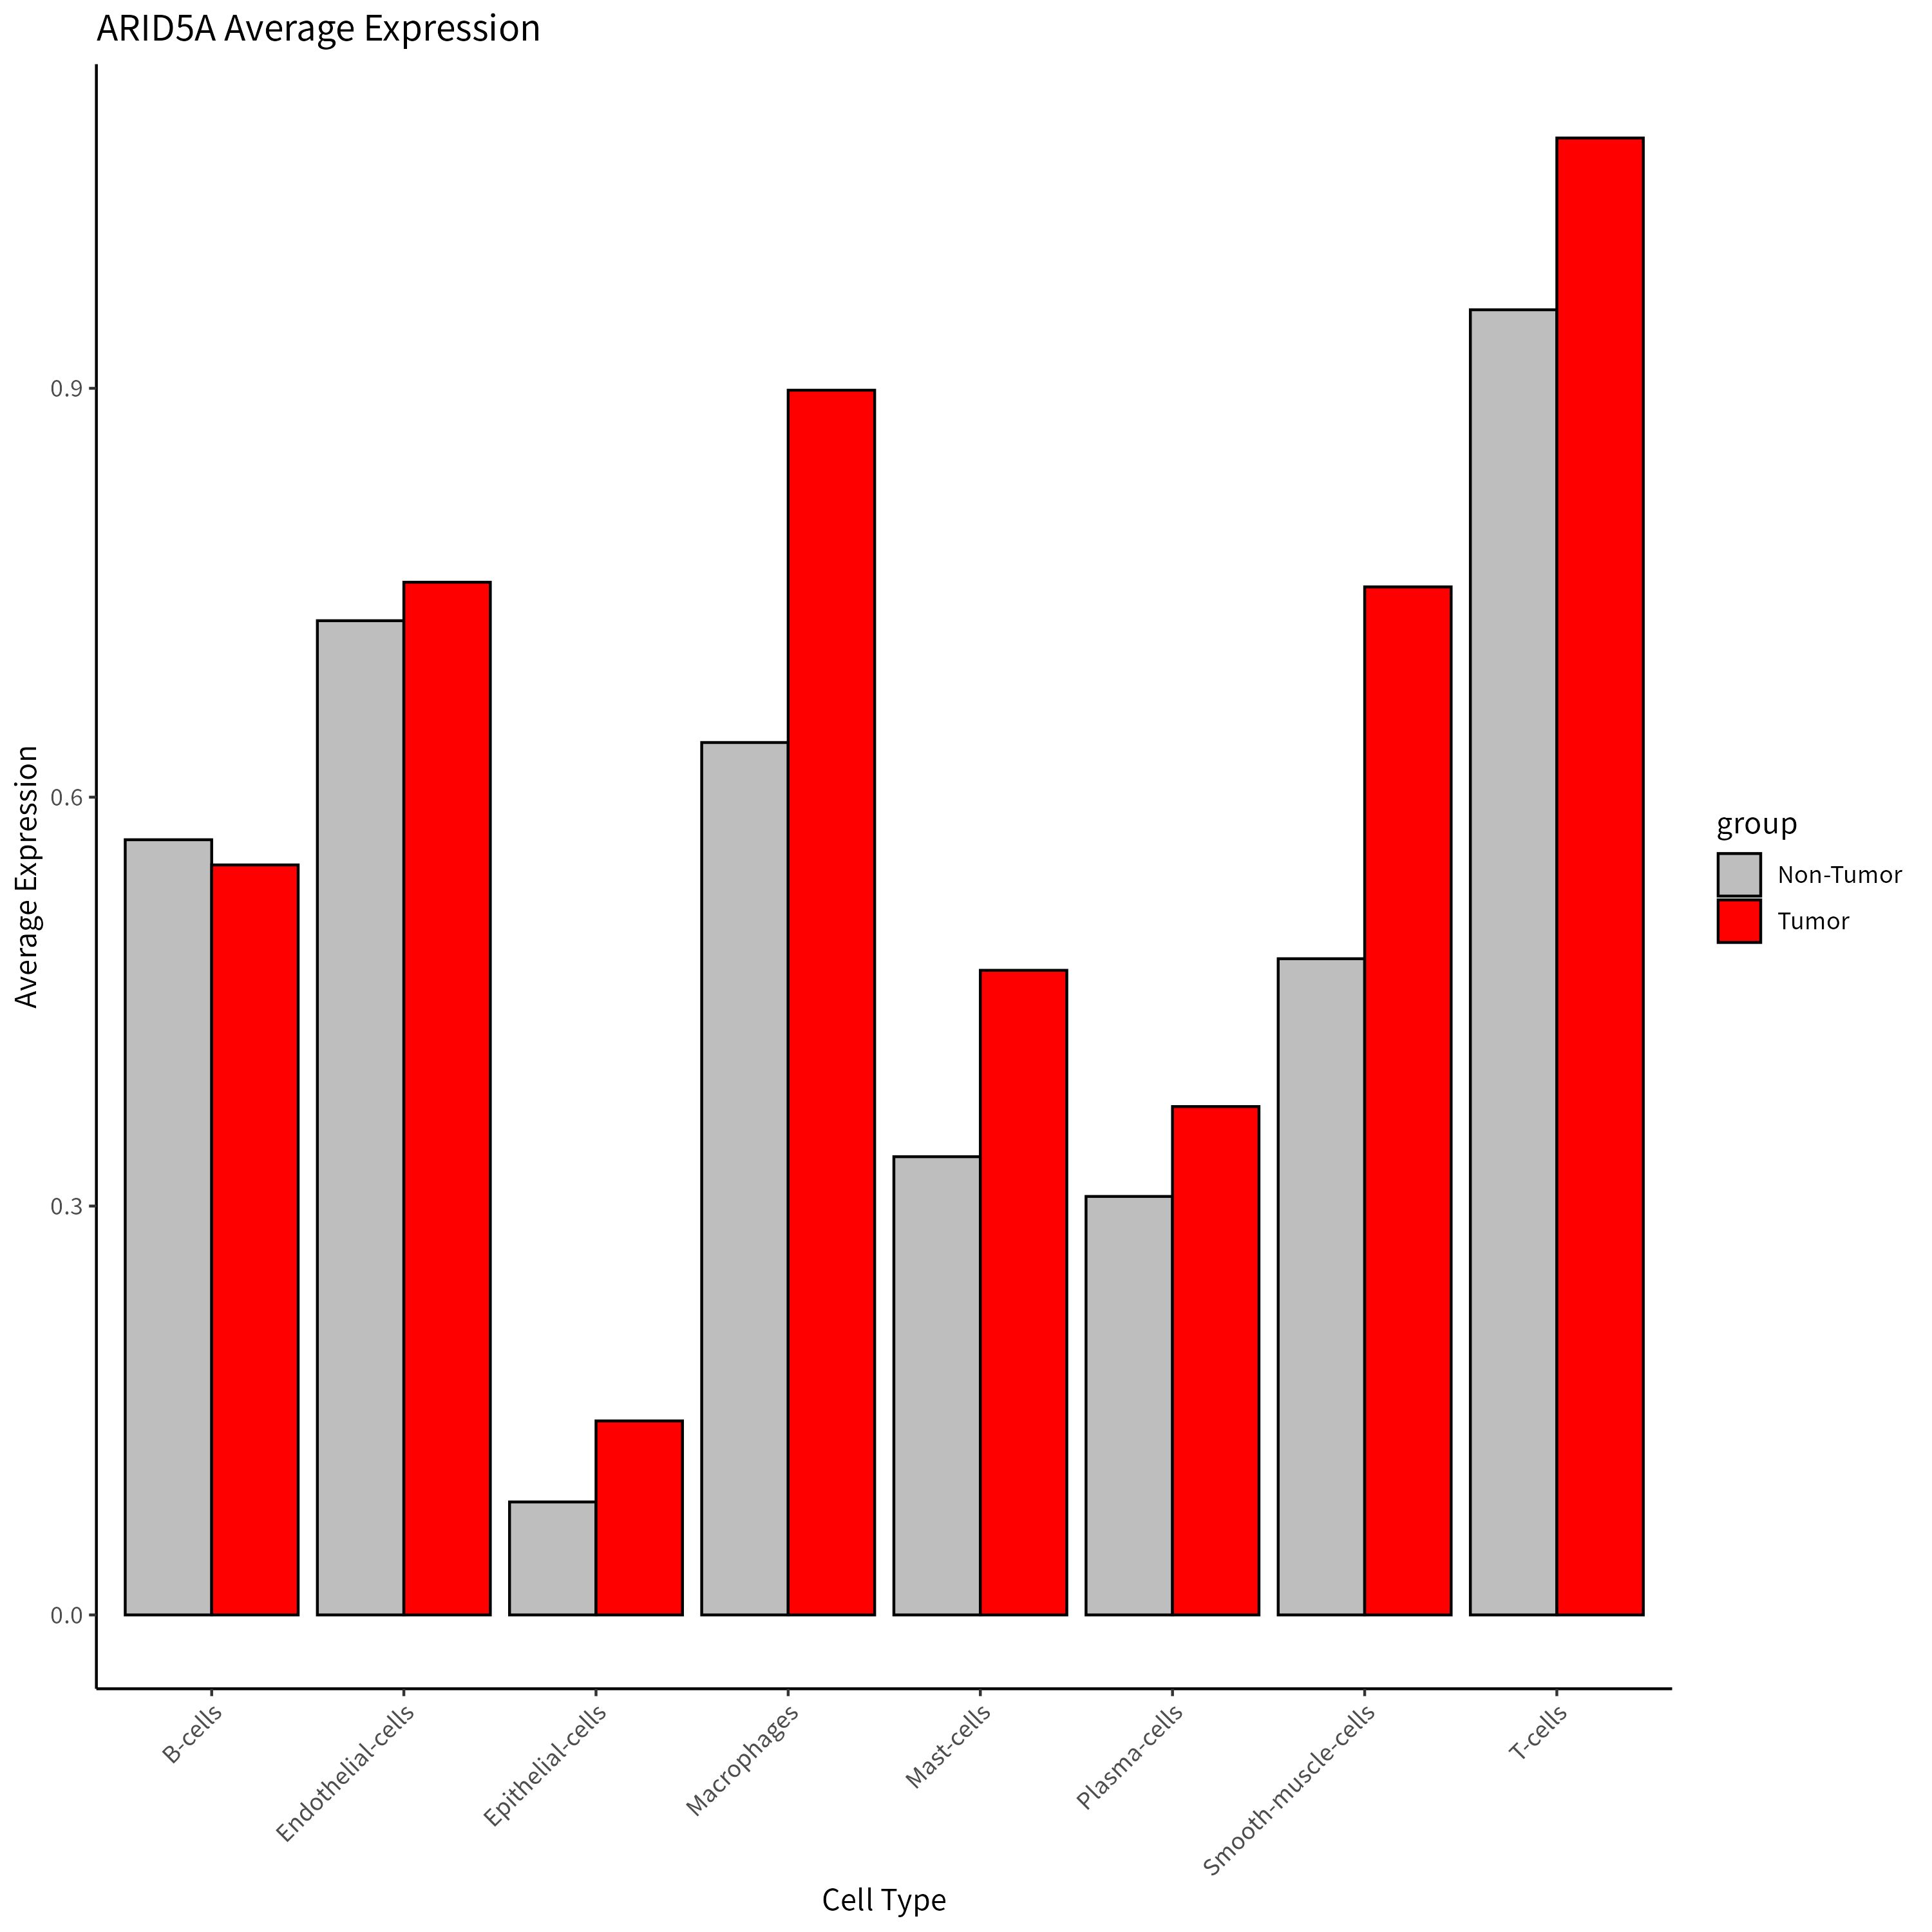 ARID5A Average Expression
Average Expression
0.9
0.6
0.3
0.0
B-cells
Endothelial-cells
Epithelial-cells
Macrophages
Mast-cells
Plasma-cells
Smooth-muscle-cells
T-cells
Cell Type
group
Non-Tumor
Tumor